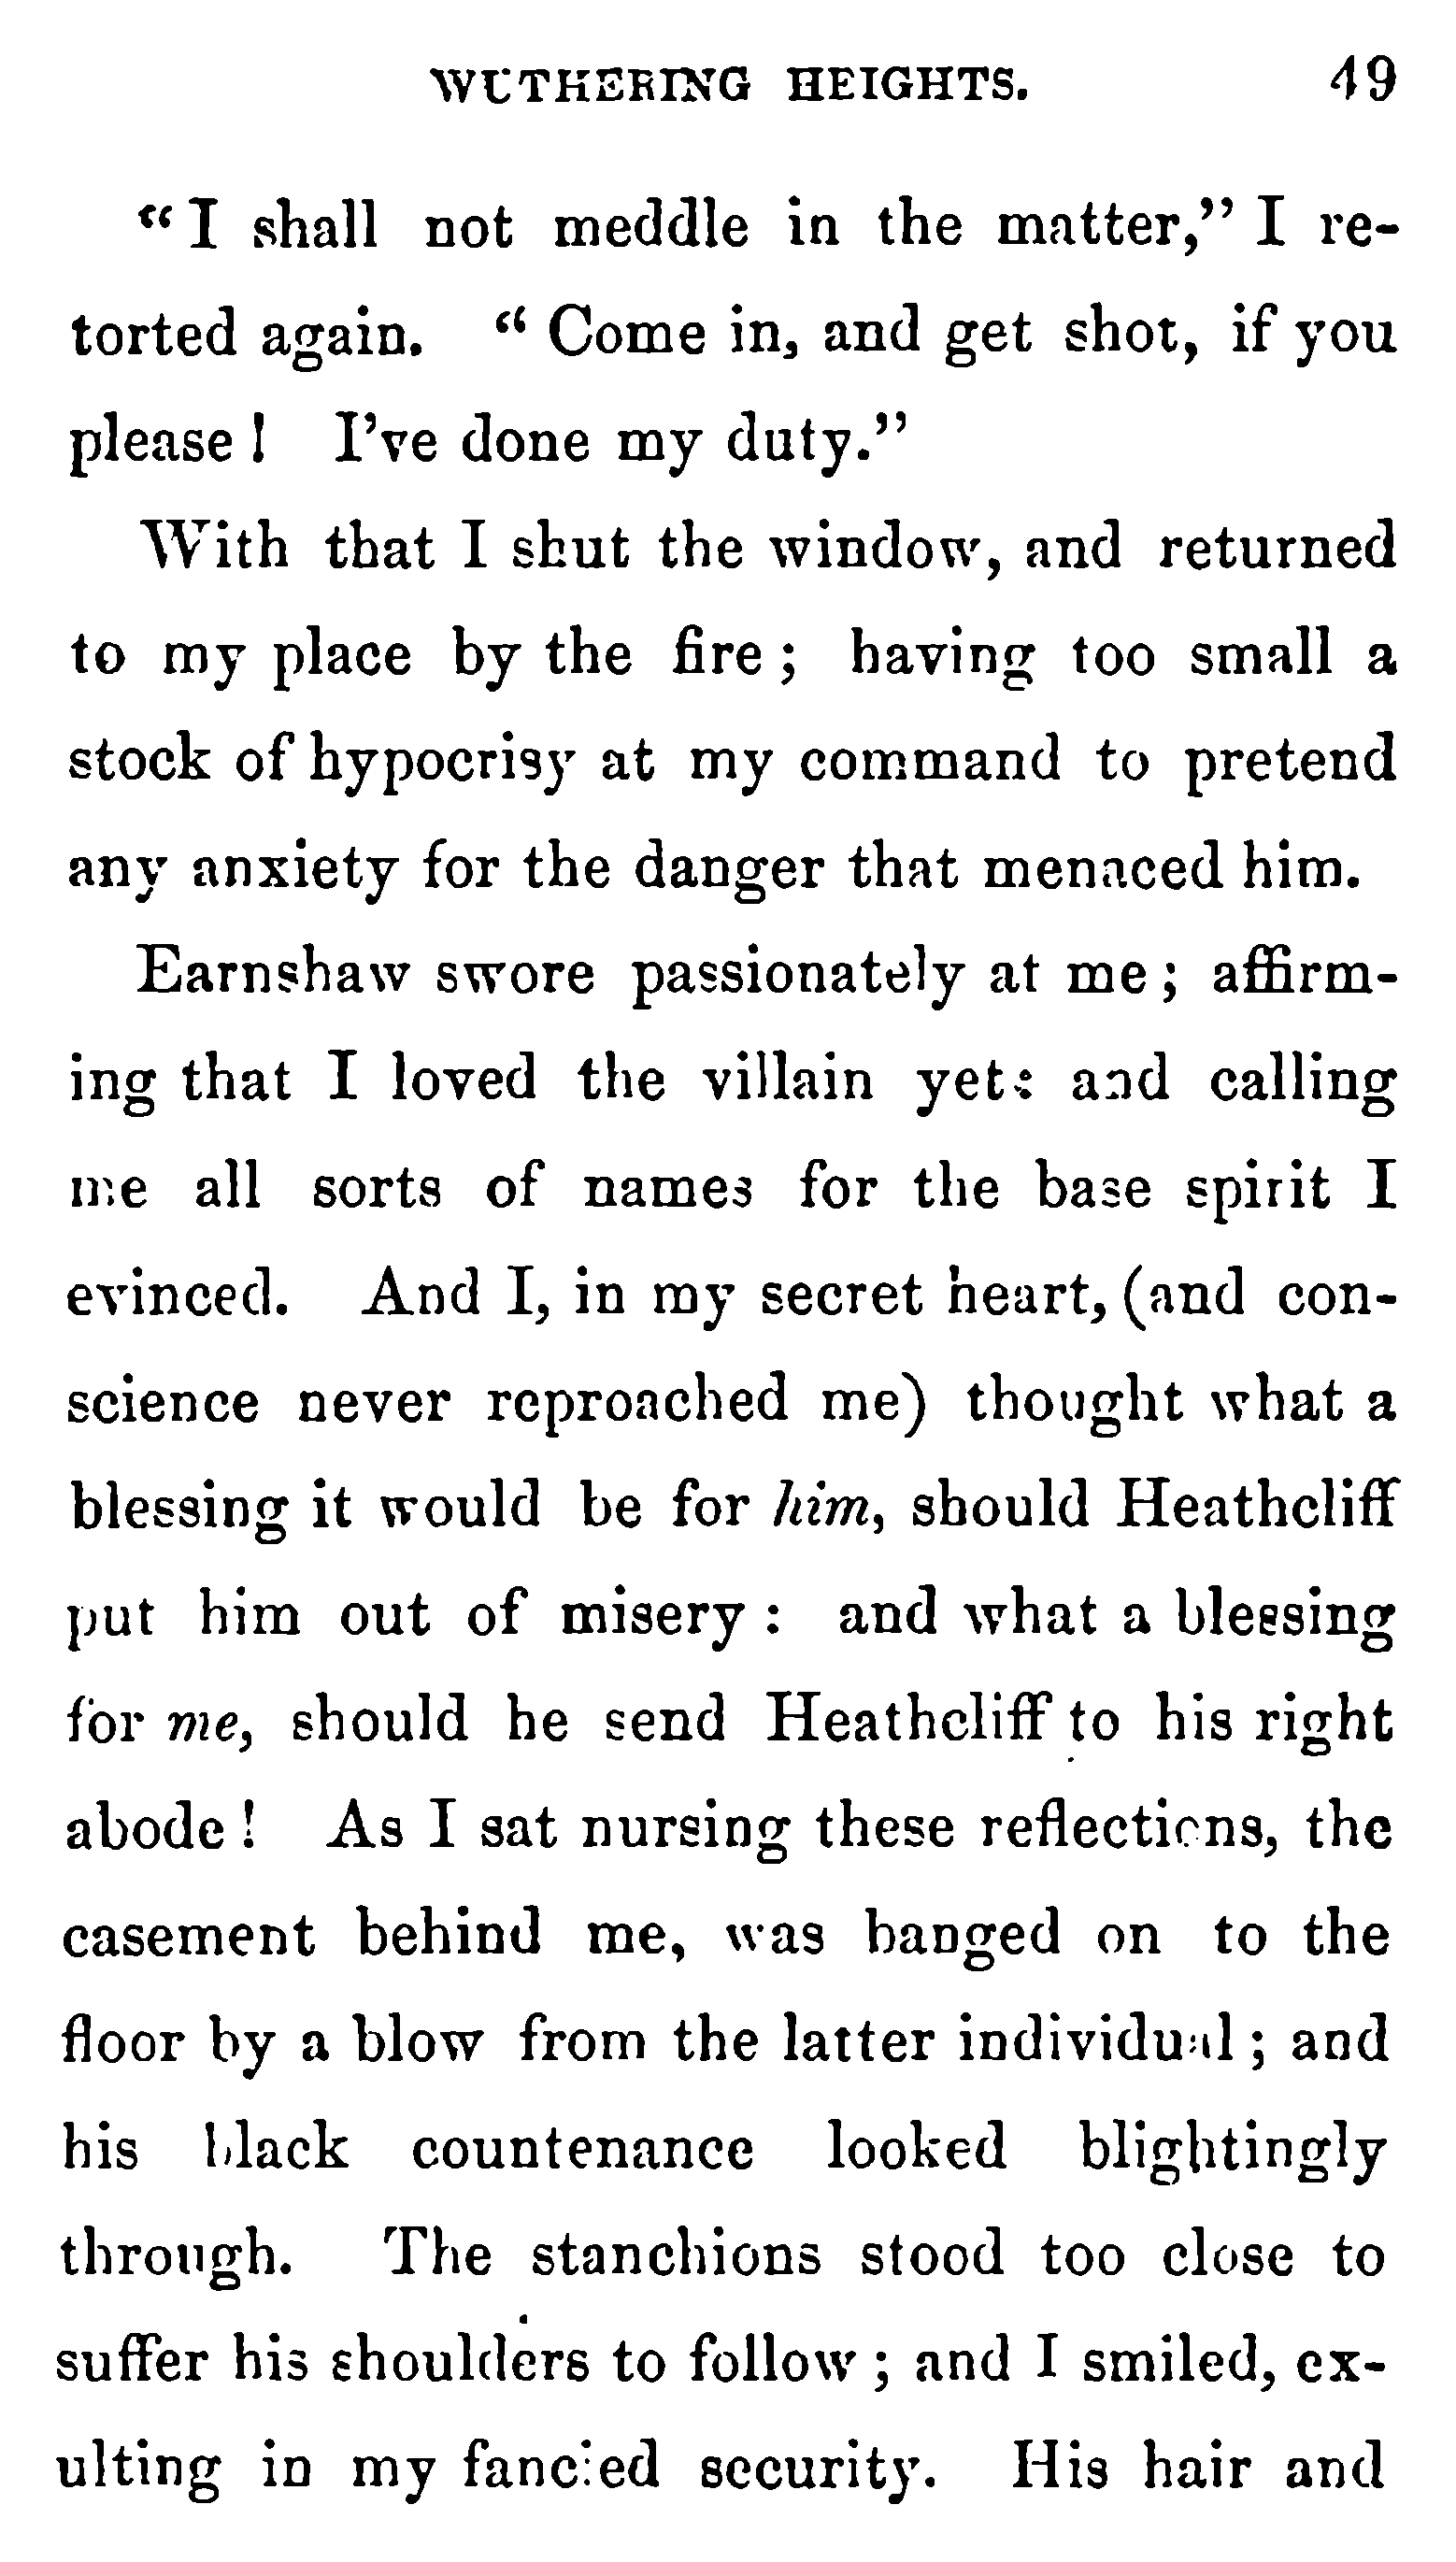 WUTHERING HEIGHTS. 49
“I shall not meddle in the matter,” I re-
torted again. “Come in, and get shot, if you
please! I’ve done my duty.”
With that I shut the window, and returned
to my place by the fire; having too small a
stock of hypocrisy at my command to pretend
any anxiety for the danger that menaced him.
Earnshaw swore passionately at me; affirm-
ing that I loved the villain yet: and calling
me all sorts of names for the base spirit I
evinced. And I, in my secret heart, (and con-
science never reproached me) thought what a
blessing it would be for him, should Heathcliff
put him out of misery: and what a blessing
for me, should he send Heathcliff to his right
abode! As I sat nursing these reflections, the
casement behind me, was banged on to the
floor by a blow from the latter individual; and
his black countenance looked blightingly
through. The stanchions stood too close to
suffer his shoulders to follow; and I smiled, ex-
ulting in my fancied security. His hair and